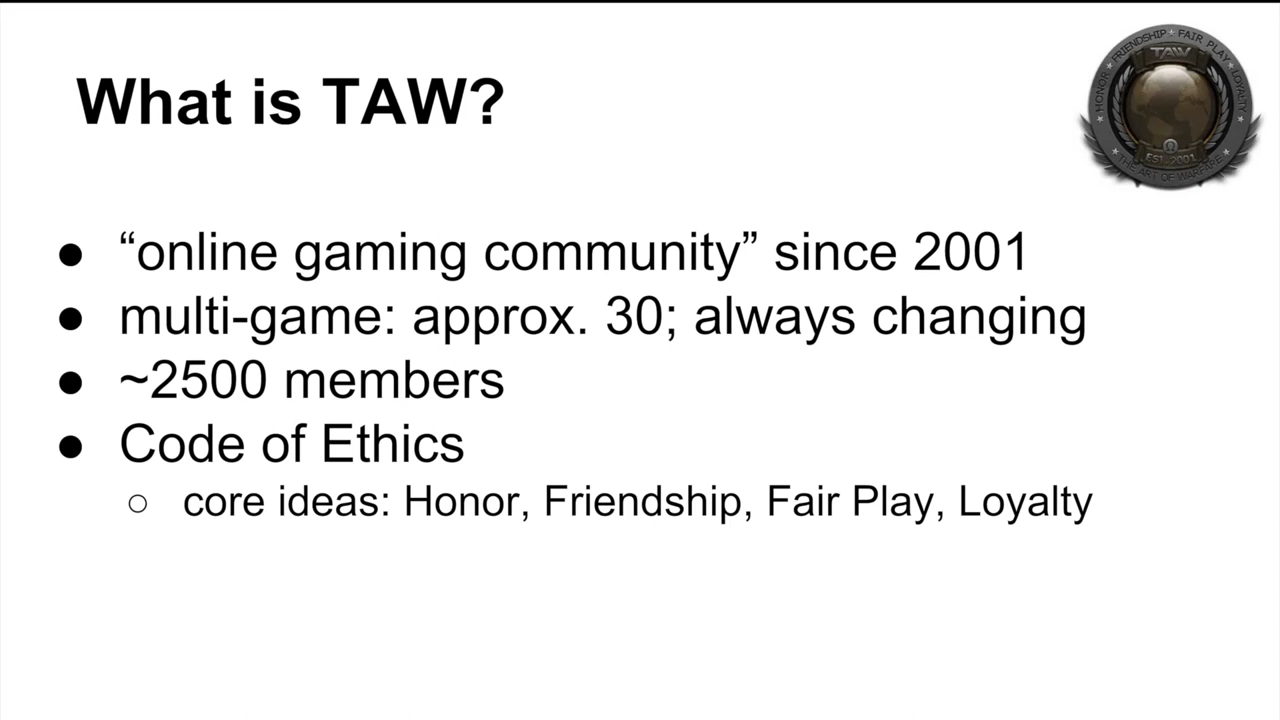 What is TAW?
HONOR ★ FRIENDSHIP ★ FAIR PLAY ★ LOYALTY
TAW
EST. 2001
★ THE ART OF WARFARE ★
● “online gaming community” since 2001
● multi-game: approx. 30; always changing
● ~2500 members
● Code of Ethics
○ core ideas: Honor, Friendship, Fair Play, Loyalty